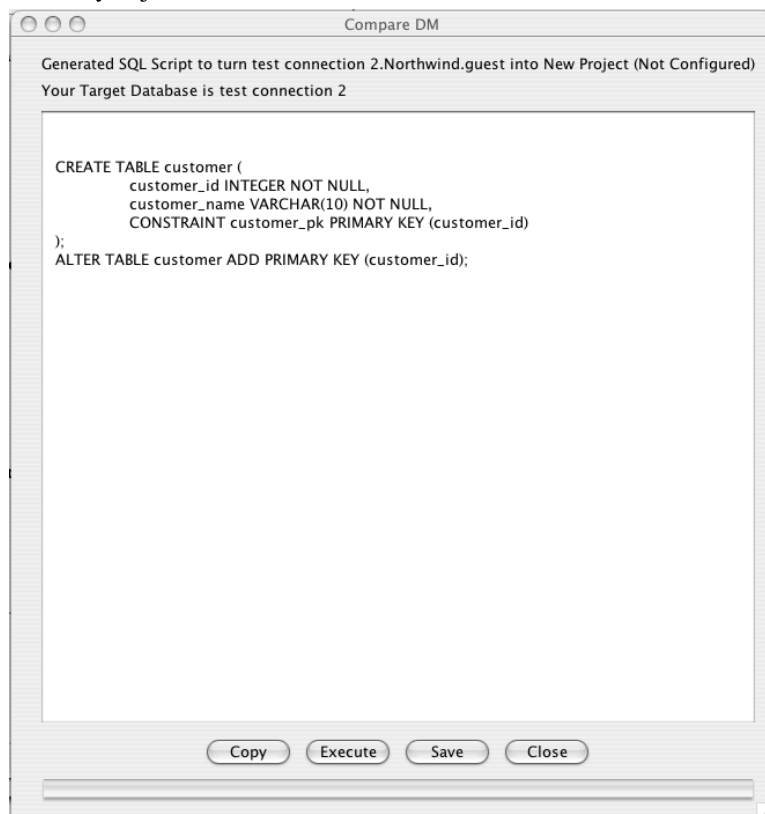 Compare DM
Generated SQL Script to turn test connection 2.Northwind.guest into New Project (Not Configured)
Your Target Database is test connection 2
CREATE TABLE customer (
customer_id INTEGER NOT NULL,
customer_name VARCHAR(10) NOT NULL,
CONSTRAINT customer_pk PRIMARY KEY (customer_id)
);
ALTER TABLE customer ADD PRIMARY KEY (customer_id);
Copy Execute Save Close